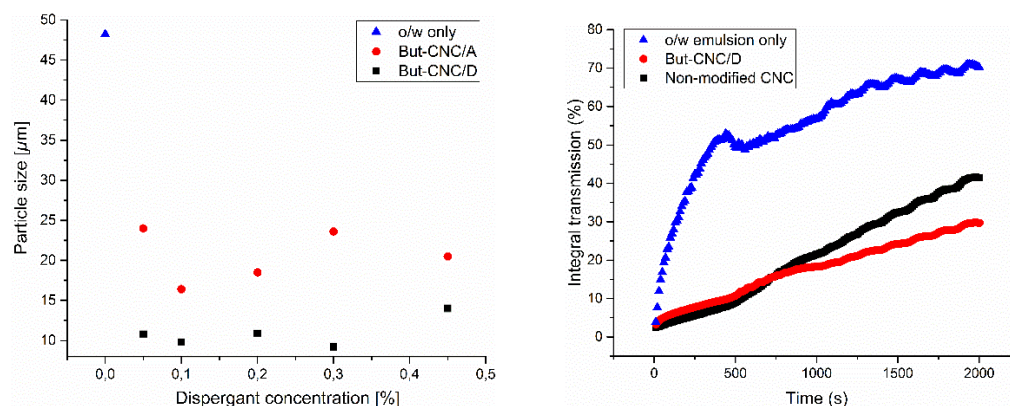 50
45
40
35
30
25
20
15
10
Particle size [µm]
o/w only
But-CNC/A
But-CNC/D
0,0 0,1 0,2 0,3 0,4 0,5
Dispergant concentration [%]
80
70
60
50
40
30
20
10
0
Integral transmission (%)
o/w emulsion only
But-CNC/D
Non-modified CNC
0 500 1000 1500 2000
Time (s)